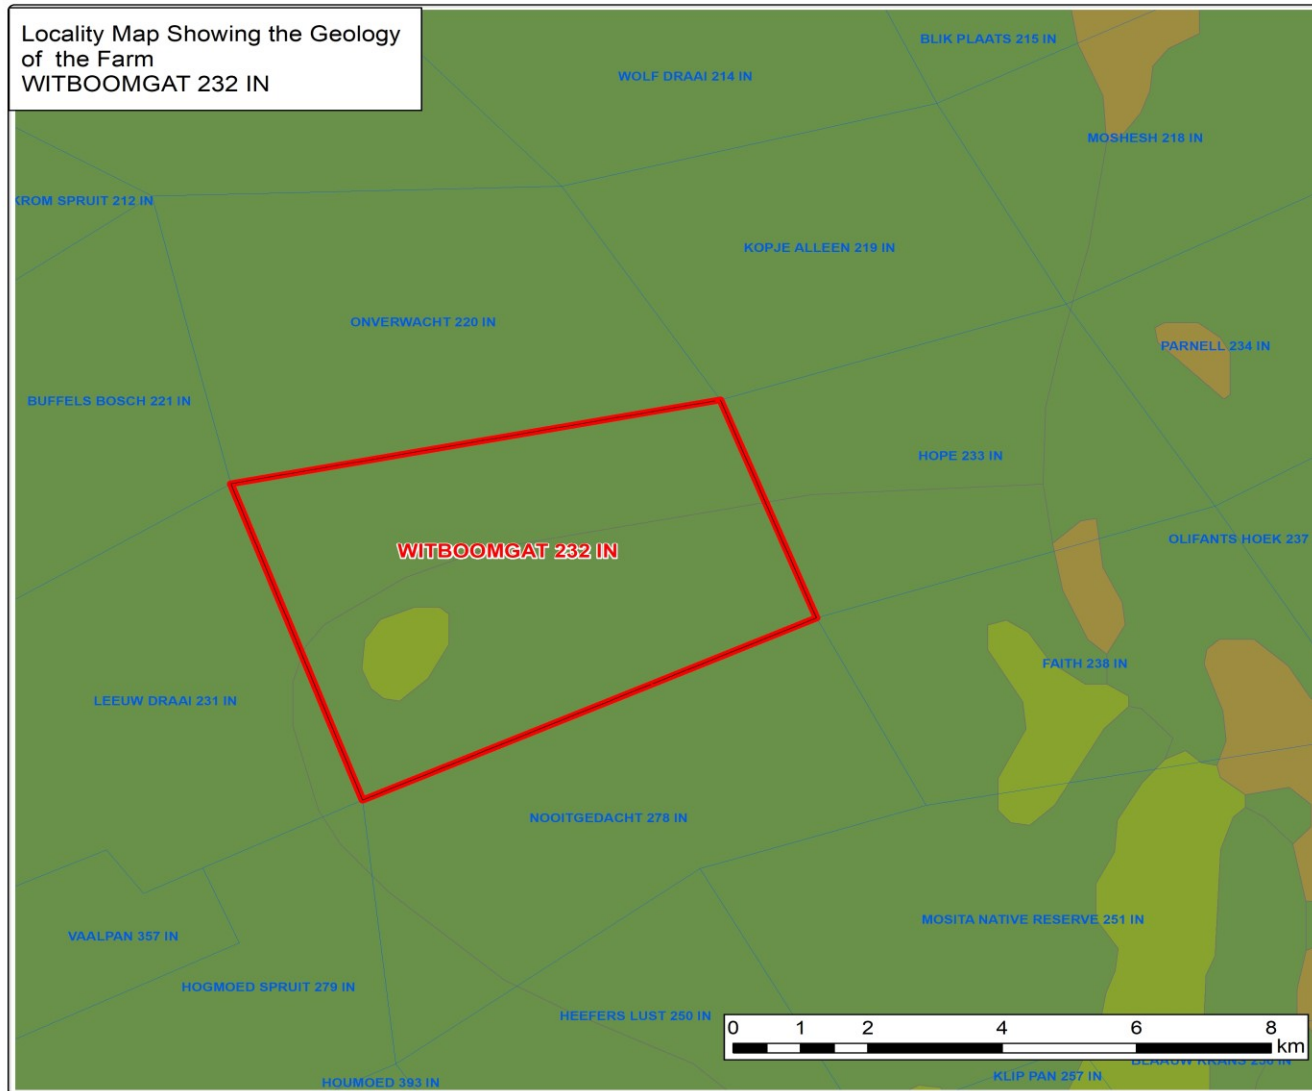 Locality Map Showing the Geology
of the Farm
WITBOOMGAT 232 IN
BLIK PLAATS 215 IN
WOLF DRAAI 214 IN
MOSHESH 218 IN
KROM SPRUIT 212 IN
KOPJE ALLEEN 219 IN
ONVERWACHT 220 IN
PARNELL 234 IN
BUFFELS BOSCH 221 IN
HOPE 233 IN
OLIFANTS HOEK 237
WITBOOMGAT 232 IN
FAITH 238 IN
LEEUW DRAAI 231 IN
NOOITGEDACHT 278 IN
MOSITA NATIVE RESERVE 251 IN
VAALPAN 357 IN
HOGMOED SPRUIT 279 IN
HEEFERS LUST 250 IN
0 1 2 4 6 8
km
KLIP PAN 257 IN
HOUMOED 393 IN